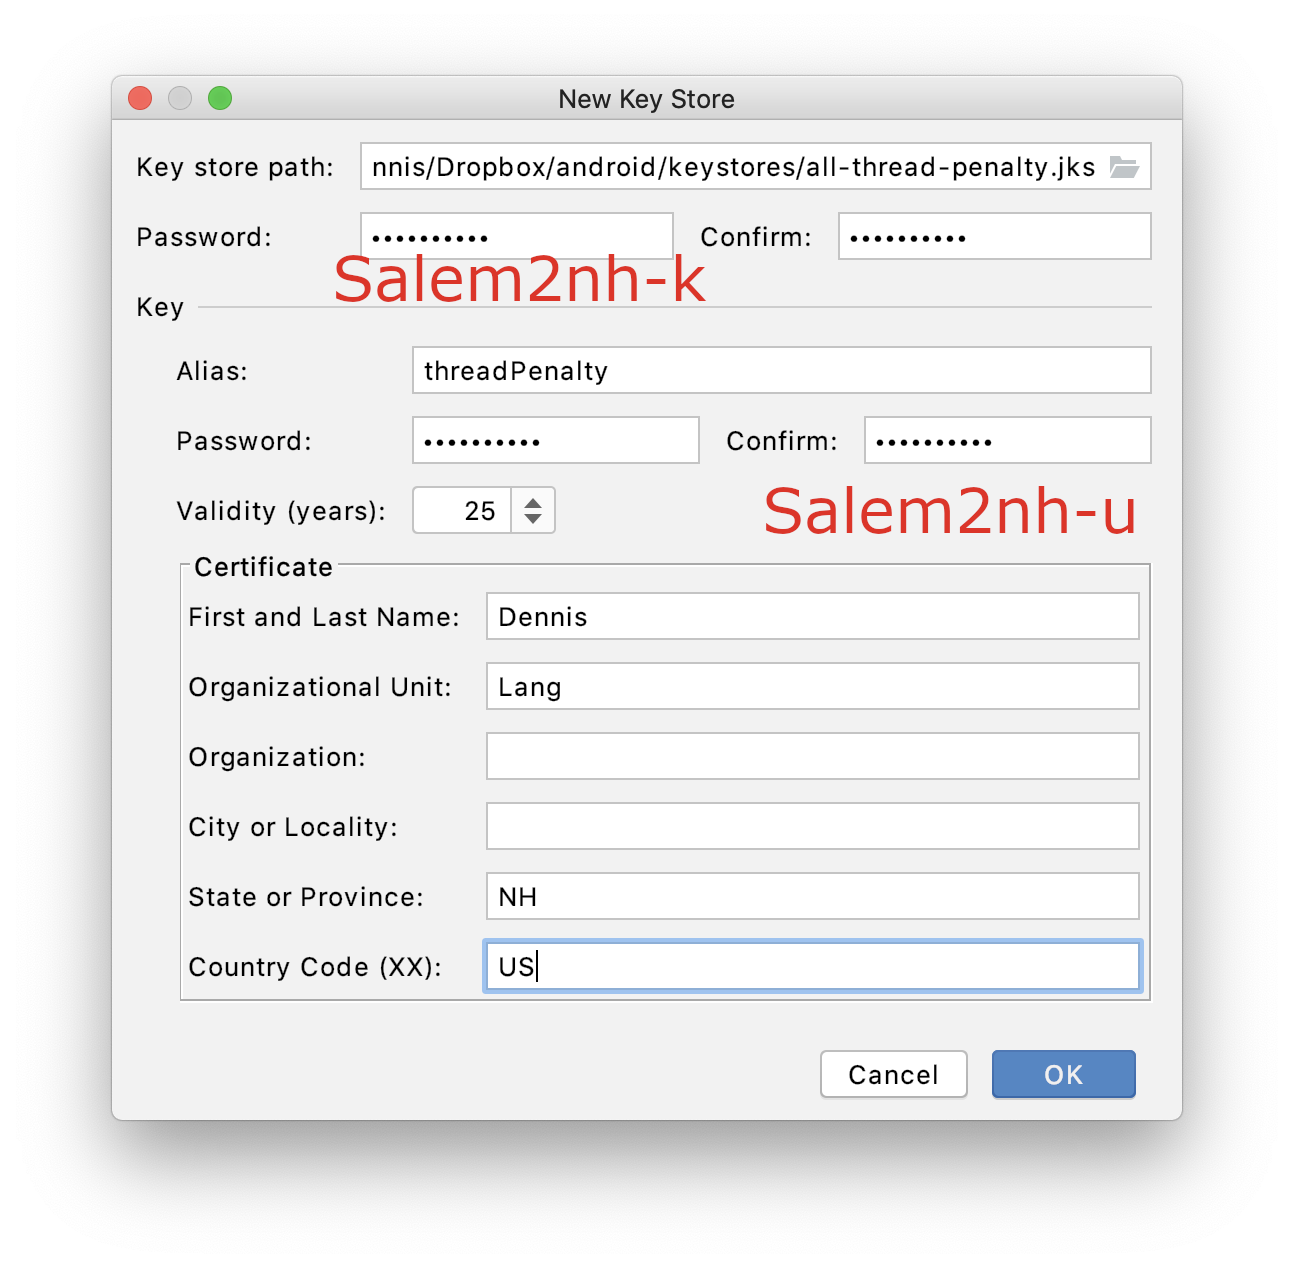 New Key Store
Key store path: nnis/Dropbox/android/keystores/all-thread-penalty.jks
Password: •••••••••• Confirm: ••••••••••
Salem2nh-k
Key
Alias: threadPenalty
Password: •••••••••• Confirm: ••••••••••
Validity (years): 25
Salem2nh-u
Certificate
First and Last Name: Dennis
Organizational Unit: Lang
Organization:
City or Locality:
State or Province: NH
Country Code (XX): US
Cancel OK